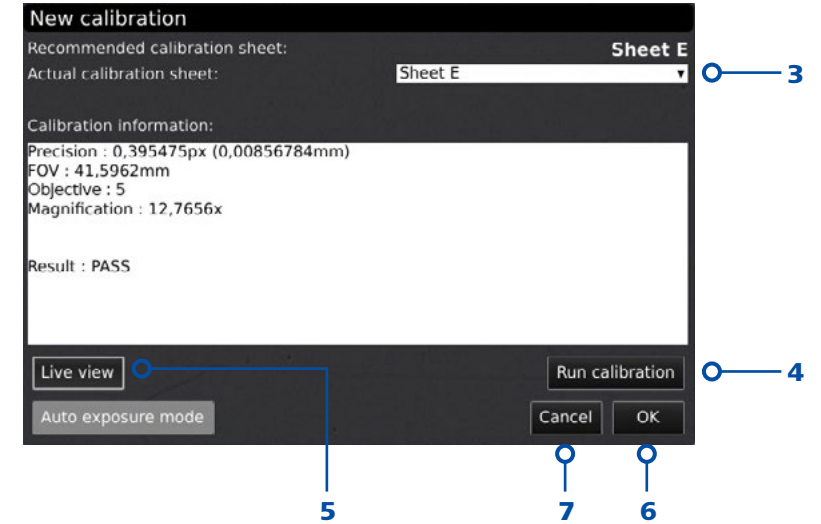 New calibration
Recommended calibration sheet: Sheet E
Actual calibration sheet: Sheet E
3
Calibration information:
Precision : 0,395475px (0,00856784mm)
FOV : 41,5962mm
Objective : 5
Magnification : 12,7656x
Result : PASS
Live view
Run calibration
4
Auto exposure mode
Cancel
OK
5
7
6